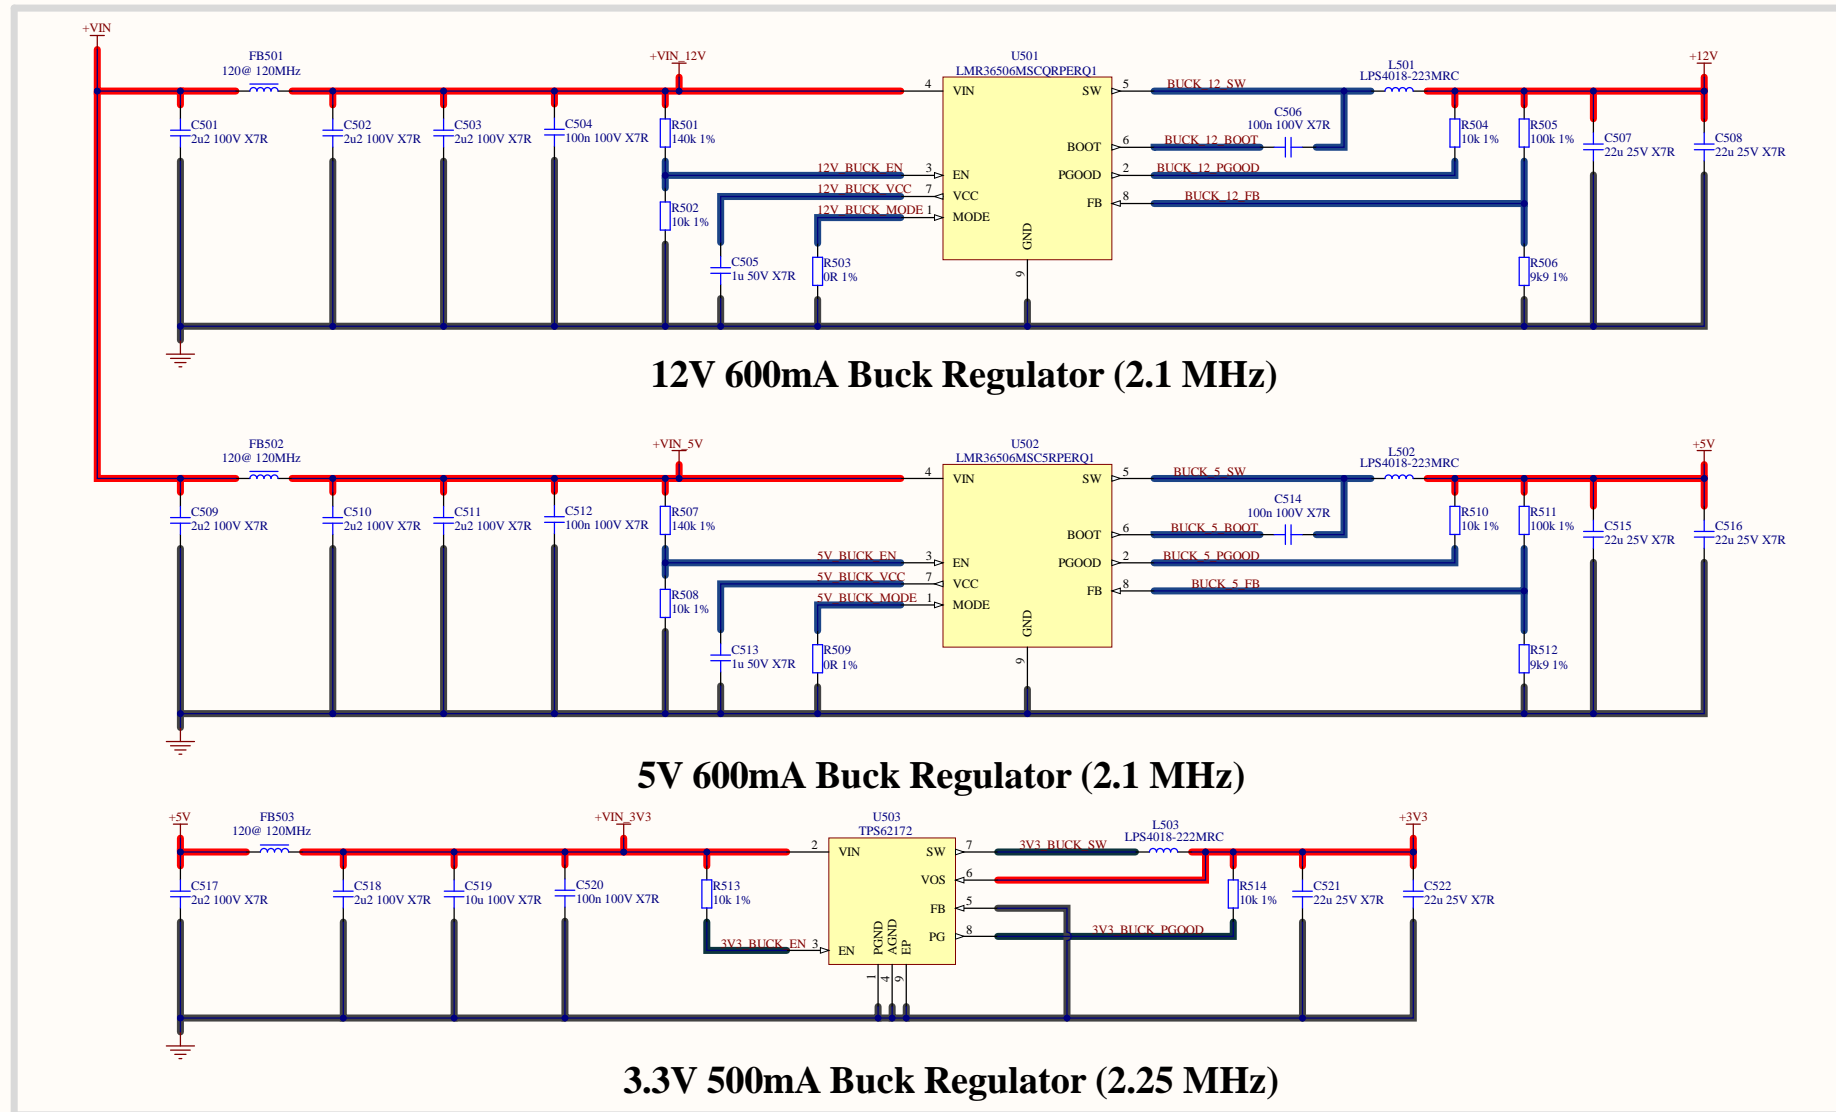 +VIN
FB501
120@ 120MHz
+VIN_12V
U501
LMR36506MSCQRPERQ1
L501
LPS4018-223MRC
+12V
4
VIN
SW
5
BUCK_12_SW
C501
2u2 100V X7R
C502
2u2 100V X7R
C503
2u2 100V X7R
C504
100n 100V X7R
R501
140k 1%
C506
100n 100V X7R
R504
10k 1%
R505
100k 1%
C507
22u 25V X7R
C508
22u 25V X7R
BOOT
6
BUCK_12_BOOT
12V_BUCK_EN
3
EN
PGOOD
2
BUCK_12_PGOOD
12V_BUCK_VCC
7
VCC
FB
8
BUCK_12_FB
12V_BUCK_MODE
1
MODE
R502
10k 1%
GND
9
C505
1u 50V X7R
R503
0R 1%
R506
9k9 1%
12V 600mA Buck Regulator (2.1 MHz)
FB502
120@ 120MHz
+VIN_5V
U502
LMR36506MSC5RPERQ1
L502
LPS4018-223MRC
+5V
4
VIN
SW
5
BUCK_5_SW
C509
2u2 100V X7R
C510
2u2 100V X7R
C511
2u2 100V X7R
C512
100n 100V X7R
R507
140k 1%
C514
100n 100V X7R
R510
10k 1%
R511
100k 1%
C515
22u 25V X7R
C516
22u 25V X7R
BOOT
6
BUCK_5_BOOT
5V_BUCK_EN
3
EN
PGOOD
2
BUCK_5_PGOOD
5V_BUCK_VCC
7
VCC
FB
8
BUCK_5_FB
5V_BUCK_MODE
1
MODE
R508
10k 1%
GND
9
C513
1u 50V X7R
R509
0R 1%
R512
9k9 1%
5V 600mA Buck Regulator (2.1 MHz)
+5V
FB503
120@ 120MHz
+VIN_3V3
U503
TPS62172
L503
LPS4018-222MRC
+3V3
2
VIN
SW
7
3V3_BUCK_SW
VOS
6
C517
2u2 100V X7R
C518
2u2 100V X7R
C519
10u 100V X7R
C520
100n 100V X7R
R513
10k 1%
R514
10k 1%
C521
22u 25V X7R
C522
22u 25V X7R
FB
5
PG
8
3V3_BUCK_PGOOD
3V3_BUCK_EN
3
EN
PGND
AGND
EP
1
4
9
3.3V 500mA Buck Regulator (2.25 MHz)